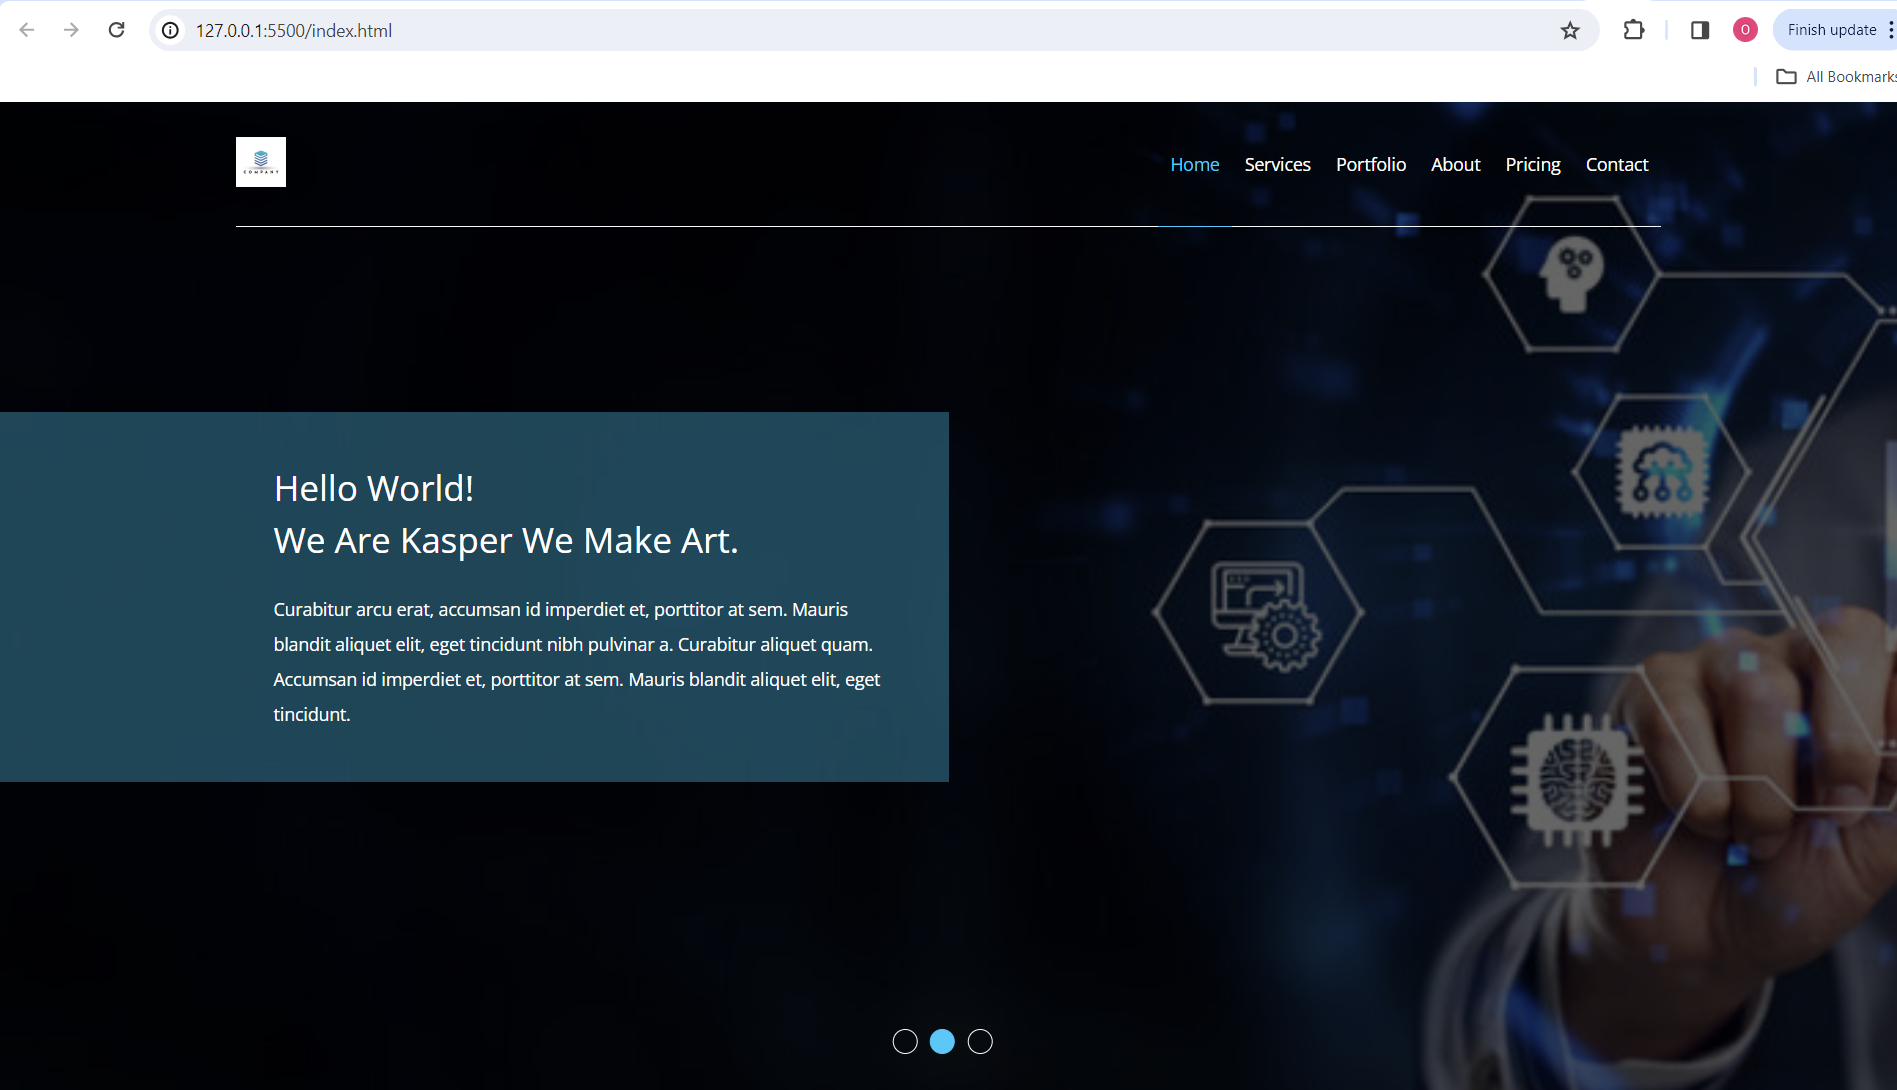 127.0.0.1:5500/index.html
O
Finish update
All Bookmarks
COMPANY
Home Services Portfolio About Pricing Contact
Hello World!
We Are Kasper We Make Art.
Curabitur arcu erat, accumsan id imperdiet et, porttitor at sem. Mauris
blandit aliquet elit, eget tincidunt nibh pulvinar a. Curabitur aliquet quam.
Accumsan id imperdiet et, porttitor at sem. Mauris blandit aliquet elit, eget
tincidunt.